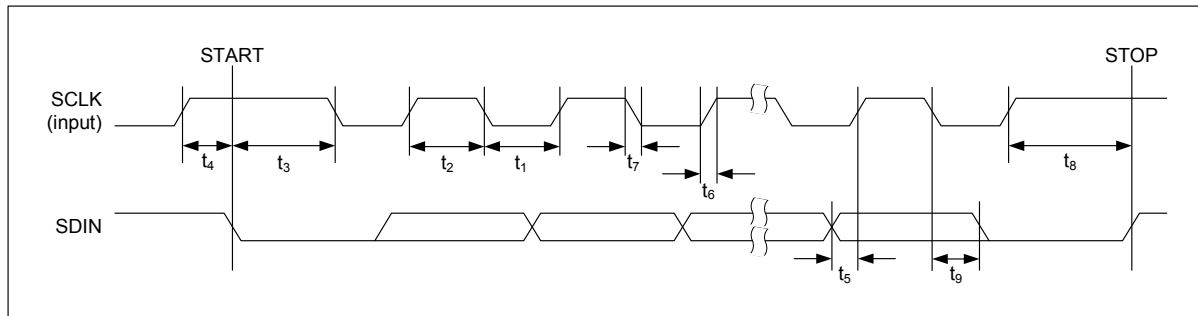 START
STOP
SCLK
(input)
t4
t3
t2
t1
t7
t6
t8
SDIN
t5
t9